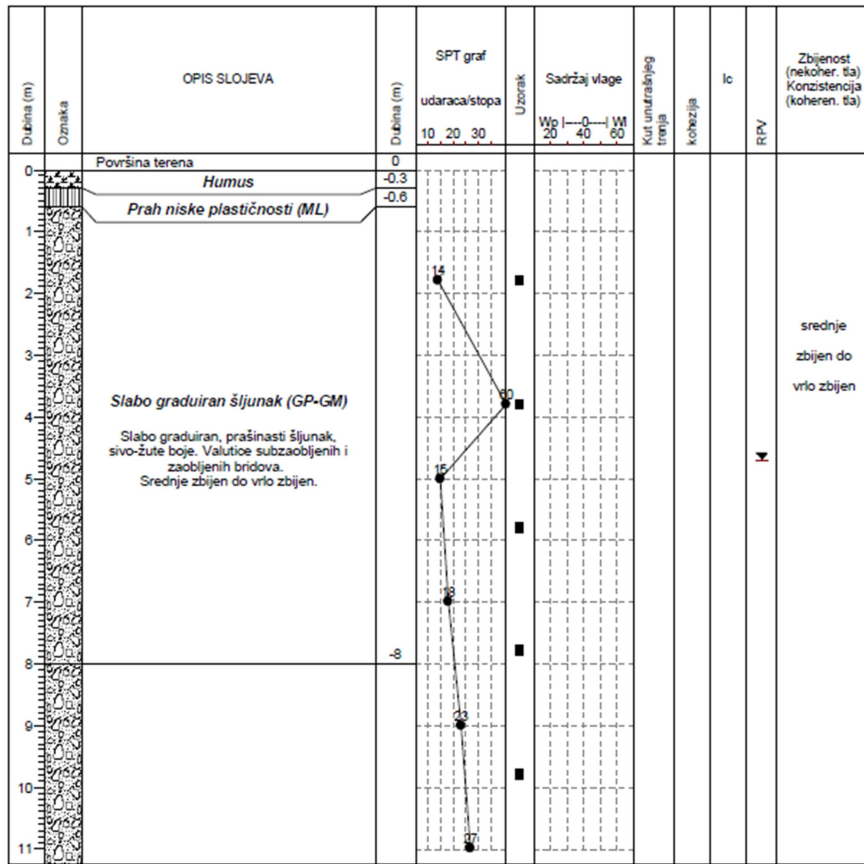 Dubina (m)
Oznaka
OPIS SLOJEVA
Dubina (m)
SPT graf
udaraca/stopa
10 20 30
Uzorak
Sadržaj vlage
Wp I----0----I Wl
20 40 60
Kut unutrašnjeg
trenja
kohezija
Ic
RPV
Zbijenost
(nekoher. tla)
Konzistencija
(koheren. tla)
Površina terena
0
0
Humus
-0.3
Prah niske plastičnosti (ML)
-0.6
1
14
2
srednje
zbijen do
vrlo zbijen
3
60
4
Slabo graduiran šljunak (GP-GM)
Slabo graduiran, prašinasti šljunak,
sivo-žute boje. Valutice subzaobljenih i
zaobljenih bridova.
Srednje zbijen do vrlo zbijen.
15
5
6
18
7
8
-8
23
9
10
27
11